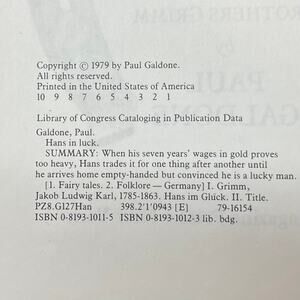 ROTHERS GRIMM
by
PAUL
GALDONE
Copyright © 1979 by Paul Galdone.
All rights reserved.
Printed in the United States of America
10 9 8 7 6 5 4 3 2 1
Library of Congress Cataloging in Publication Data
Galdone, Paul.
Hans in luck.
SUMMARY: When his seven years' wages in gold proves
too heavy, Hans trades it for one thing after another until
he arrives home empty-handed but convinced he is a lucky man.
[1. Fairy tales. 2. Folklore — Germany] I. Grimm,
Jakob Ludwig Karl, 1785-1863. Hans im Glück. II. Title.
PZ8.G127Han 398.2'1'0943 [E] 79-16154
ISBN 0-8193-1011-5 ISBN 0-8193-1012-3 lib. bdg.